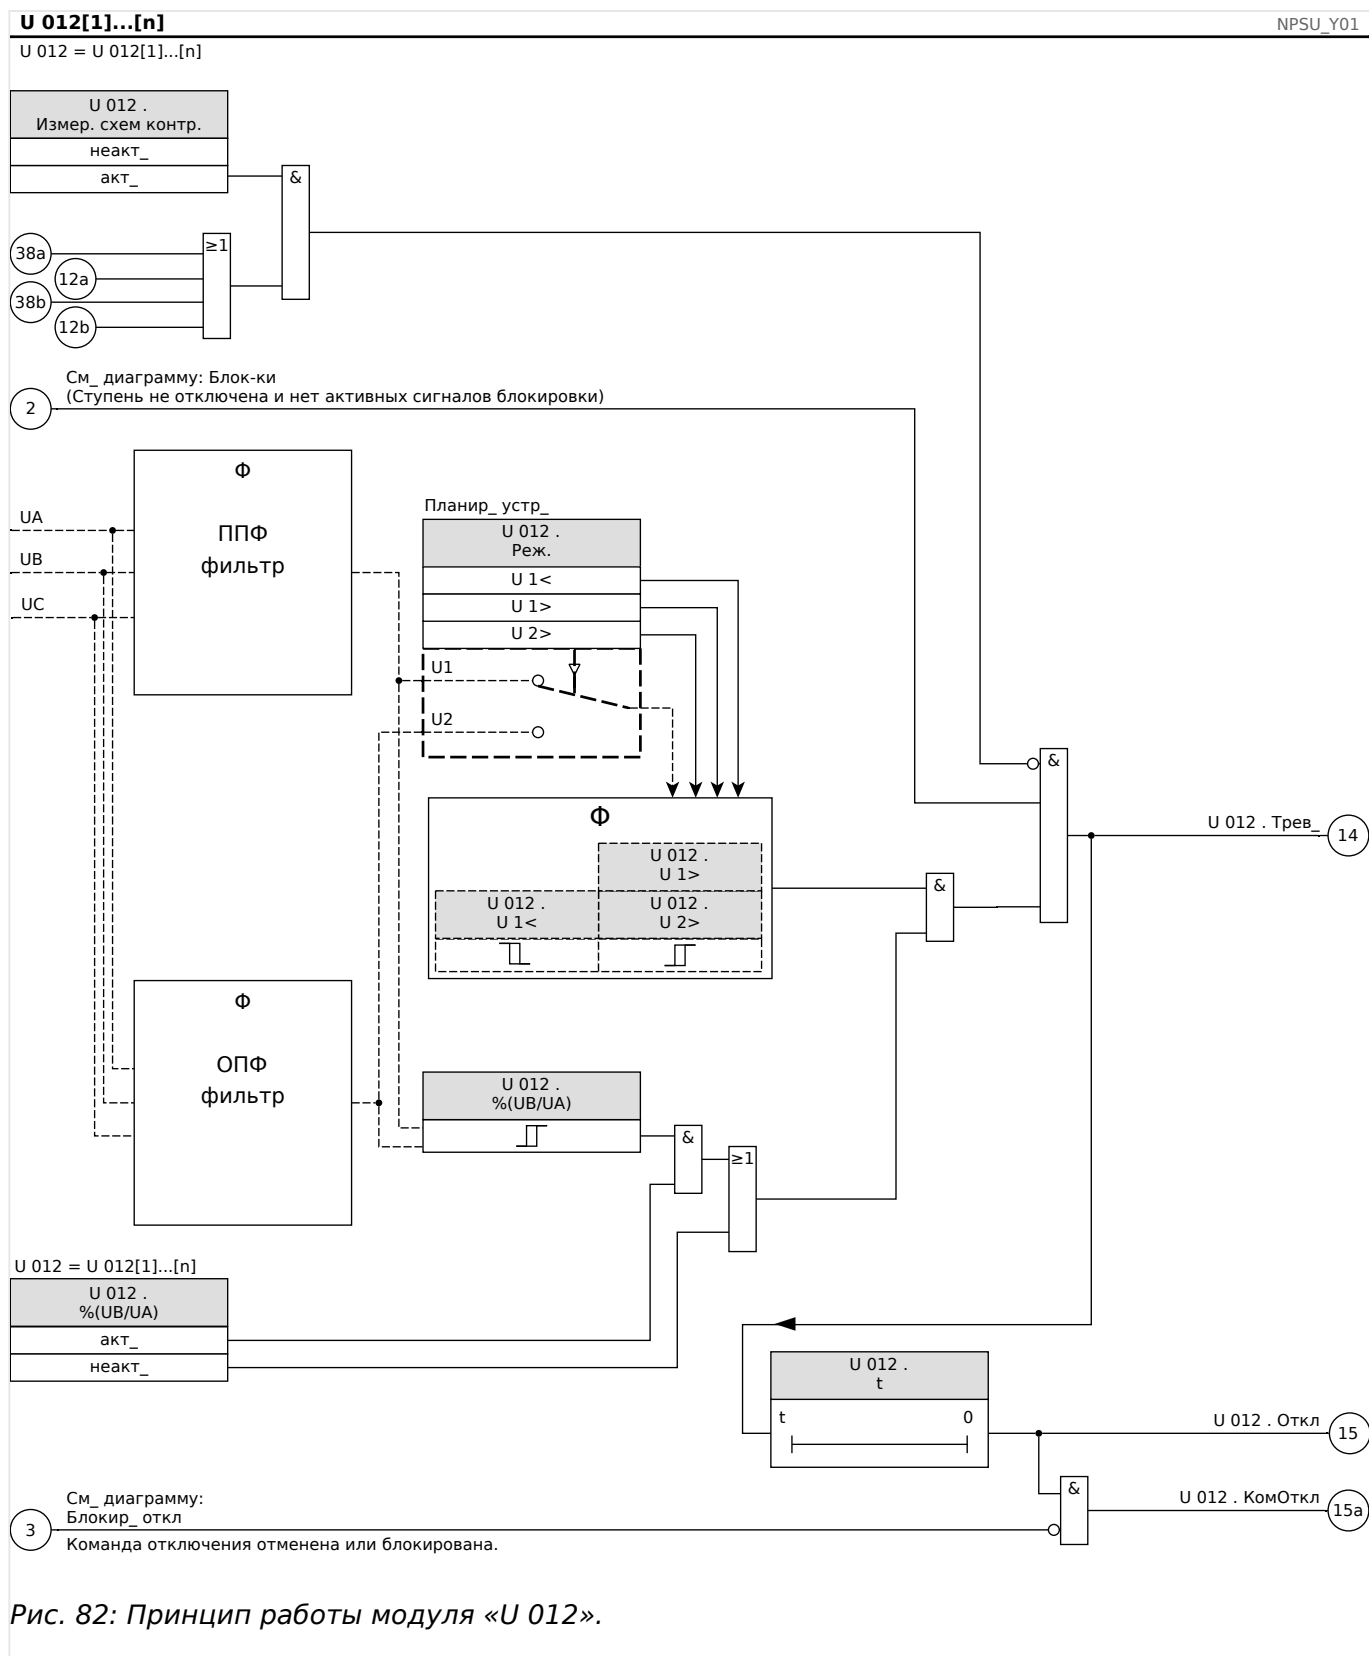 U 012[1]...[n]
NPSU_Y01
U 012 = U 012[1]...[n]
U 012 .
Измер. схем контр.
неакт_
акт_
&
38a
≥1
12a
38b
12b
См_ диаграмму: Блок-ки
(Ступень не отключена и нет активных сигналов блокировки)
2
Φ
ППФ
фильтр
UA
UB
UC
Планир_ устр_
U 012 .
Реж.
U 1<
U 1>
U 2>
U1
U2
&
Φ
U 012 .
U 1>
U 012 .
U 1<
U 012 .
U 2>
&
U 012 . Трев_
14
Φ
ОПФ
фильтр
U 012 .
%(UB/UA)
&
≥1
U 012 = U 012[1]...[n]
U 012 .
%(UB/UA)
акт_
неакт_
U 012 .
t
t
0
U 012 . Откл
15
&
U 012 . КомОткл
15a
См_ диаграмму:
Блокир_ откл
3
Команда отключения отменена или блокирована.
Рис. 82: Принцип работы модуля «U 012».